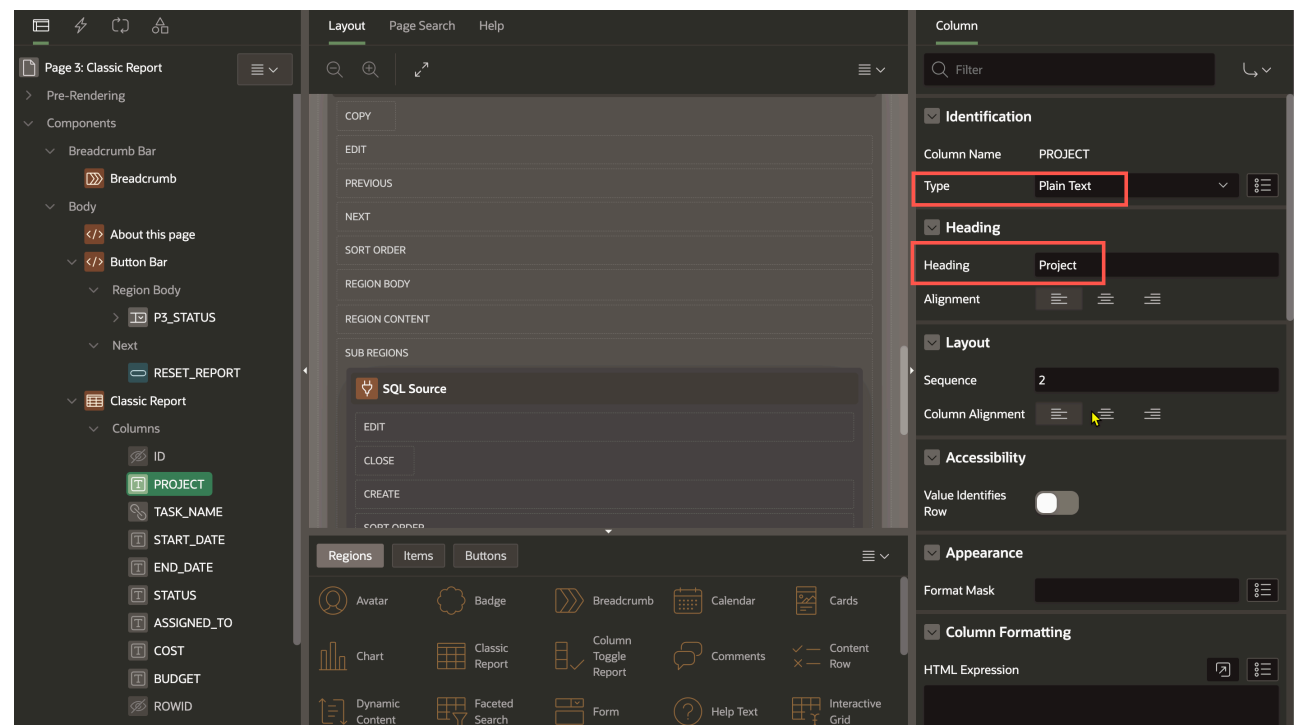 Page 3: Classic Report
Pre-Rendering
Components
Breadcrumb Bar
Breadcrumb
Body
About this page
Button Bar
Region Body
P3_STATUS
Next
RESET_REPORT
Classic Report
Columns
ID
PROJECT
TASK_NAME
START_DATE
END_DATE
STATUS
ASSIGNED_TO
COST
BUDGET
ROWID
Layout Page Search Help
COPY
EDIT
PREVIOUS
NEXT
SORT ORDER
REGION BODY
REGION CONTENT
SUB REGIONS
SQL Source
EDIT
CLOSE
CREATE
SORT ORDER
Regions Items Buttons
Avatar
Badge
Breadcrumb
Calendar
Cards
Chart
Classic
Report
Column
Toggle
Report
Comments
Content
Row
Dynamic
Content
Faceted
Search
Form
Help Text
Interactive
Grid
Column
Filter
Identification
Column Name PROJECT
Type Plain Text
Heading
Heading Project
Alignment
Layout
Sequence 2
Column Alignment
Accessibility
Value Identifies
Row
Appearance
Format Mask
Column Formatting
HTML Expression